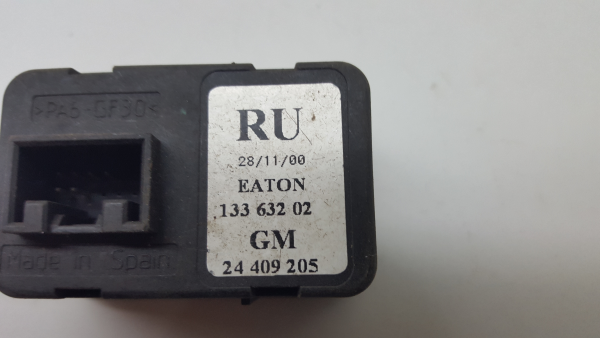 >PA6-GF30<
Made in Spain
RU
28/11/00
EATON
133 632 02
GM
24 409 205